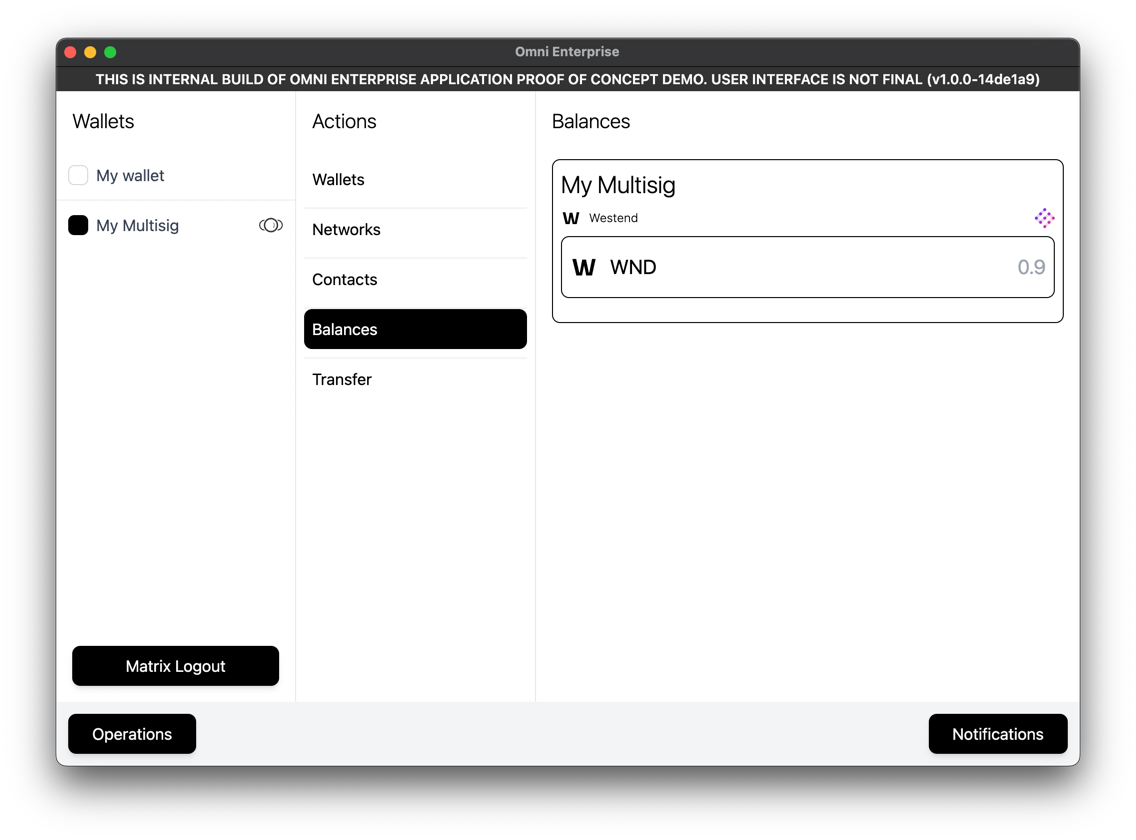 Omni Enterprise
THIS IS INTERNAL BUILD OF OMNI ENTERPRISE APPLICATION PROOF OF CONCEPT DEMO. USER INTERFACE IS NOT FINAL (v1.0.0-14de1a9)
Wallets
My wallet
My Multisig
Matrix Logout
Actions
Wallets
Networks
Contacts
Balances
Transfer
Balances
My Multisig
W Westend
W WND 0.9
Operations
Notifications